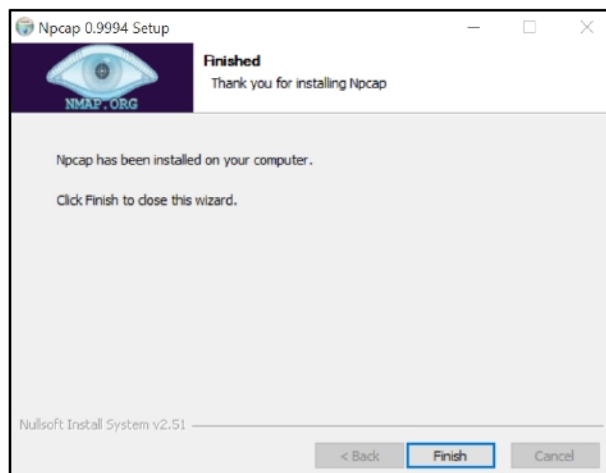 Npcap 0.9994 Setup
Finished
Thank you for installing Npcap
NMAP.ORG
Npcap has been installed on your computer.
Click Finish to close this wizard.
Nullsoft Install System v2.51
< Back Finish Cancel